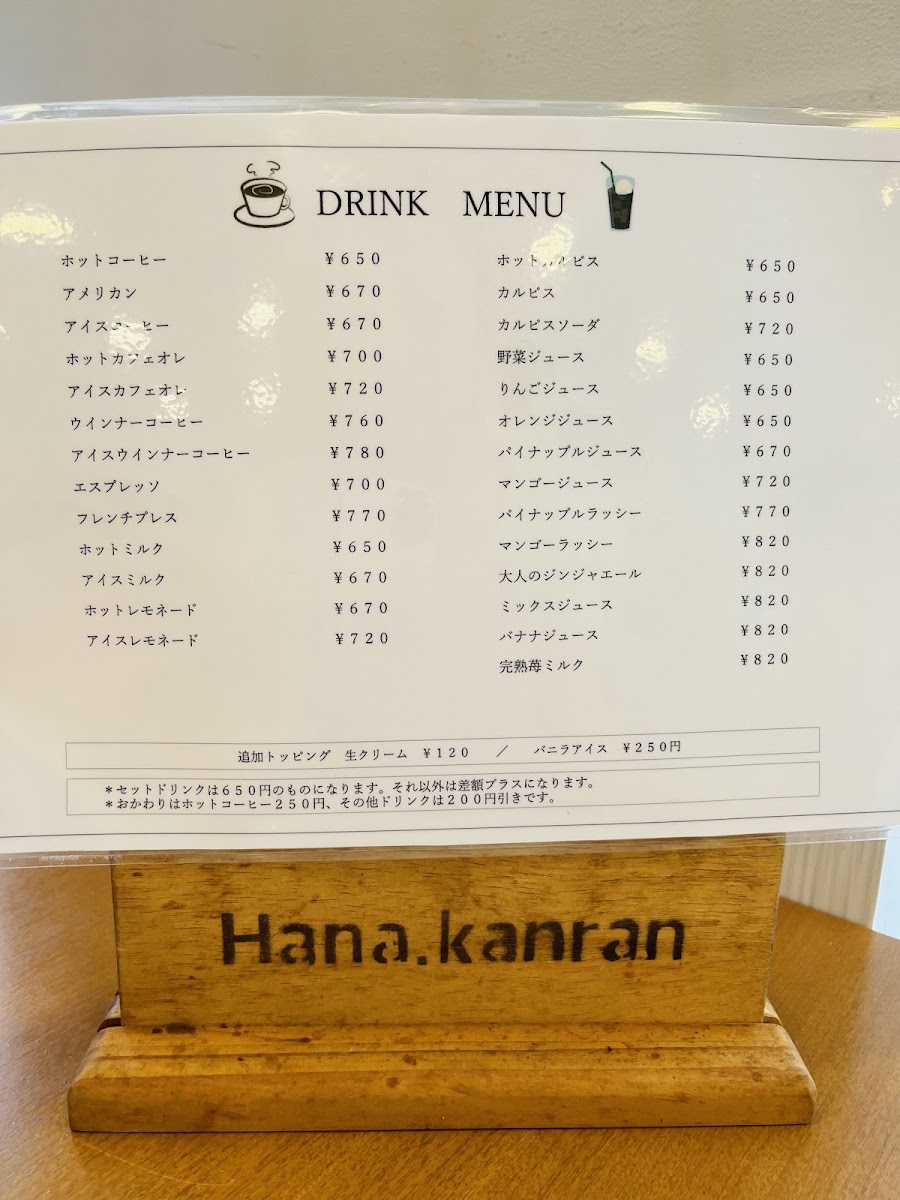 DRINK MENU
ホットコーヒー ￥６５０
アメリカン ￥６７０
アイスコーヒー ￥６７０
ホットカフェオレ ￥７００
アイスカフェオレ ￥７２０
ウインナーコーヒー ￥７６０
アイスウインナーコーヒー ￥７８０
エスプレッソ ￥７００
フレンチプレス ￥７７０
ホットミルク ￥６５０
アイスミルク ￥６７０
ホットレモネード ￥６７０
アイスレモネード ￥７２０
ホットカルピス ￥６５０
カルピス ￥６５０
カルピスソーダ ￥７２０
野菜ジュース ￥６５０
りんごジュース ￥６５０
オレンジジュース ￥６５０
パイナップルジュース ￥６７０
マンゴージュース ￥７２０
パイナップルラッシー ￥７７０
マンゴーラッシー ￥８２０
大人のジンジャエール ￥８２０
ミックスジュース ￥８２０
バナナジュース ￥８２０
完熟苺ミルク ￥８２０
追加トッピング 生クリーム ￥１２０ ／ バニラアイス ￥２５０円
＊セットドリンクは６５０円のものになります。それ以外は差額プラスになります。
＊おかわりはホットコーヒー２５０円、その他ドリンクは２００円引きです。
Hana.kanran